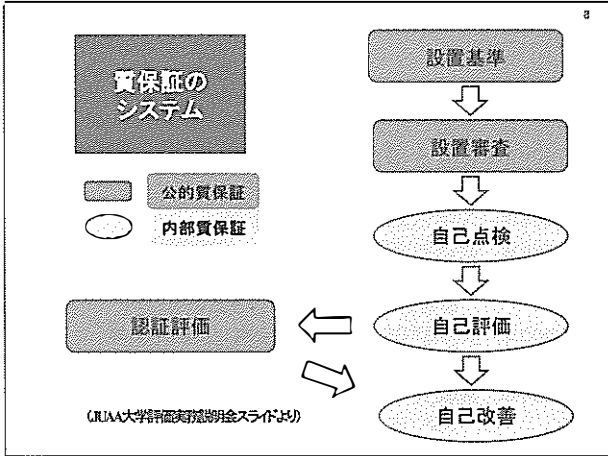 質保証の
システム
公的質保証
内部質保証
設置基準
設置審査
自己点検
自己評価
認証評価
自己改善
(JUAA大学評価実務説明会スライドより)